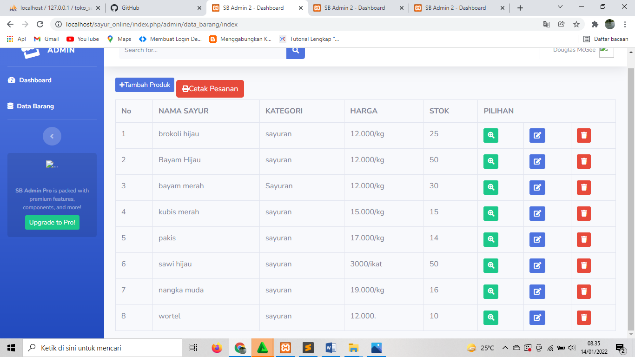 localhost / 127.0.0.1 / toko_
GitHub
SB Admin 2 - Dashboard
SB Admin 2 - Dashboard
SB Admin 2 - Dashboard
localhost/sayur_online/index.php/admin/data_barang/index
Apl
Gmail
YouTube
Maps
Membuat Login De...
Menggabungkan K...
Tutorial Lengkap "...
Daftar bacaan
ADMIN
Search for...
Douglas McGee
Dashboard
Data Barang
SB Admin Pro is packed with
premium features,
components, and more!
Upgrade to Pro!
+Tambah Produk
Cetak Pesanan
No NAMA SAYUR KATEGORI HARGA STOK PILIHAN
1 brokoli hijau sayuran 12.000/kg 25
2 Bayam Hijau sayuran 12.000/kg 50
3 bayam merah Sayuran 12.000/kg 30
4 kubis merah sayuran 15.000/kg 15
5 pakis sayuran 17.000/kg 14
6 sawi hijau sayuran 3000/ikat 50
7 nangka muda sayuran 19.000/kg 16
8 wortel sayuran 12.000. 10
Ketik di sini untuk mencari
25°C
08.35
14/01/2022